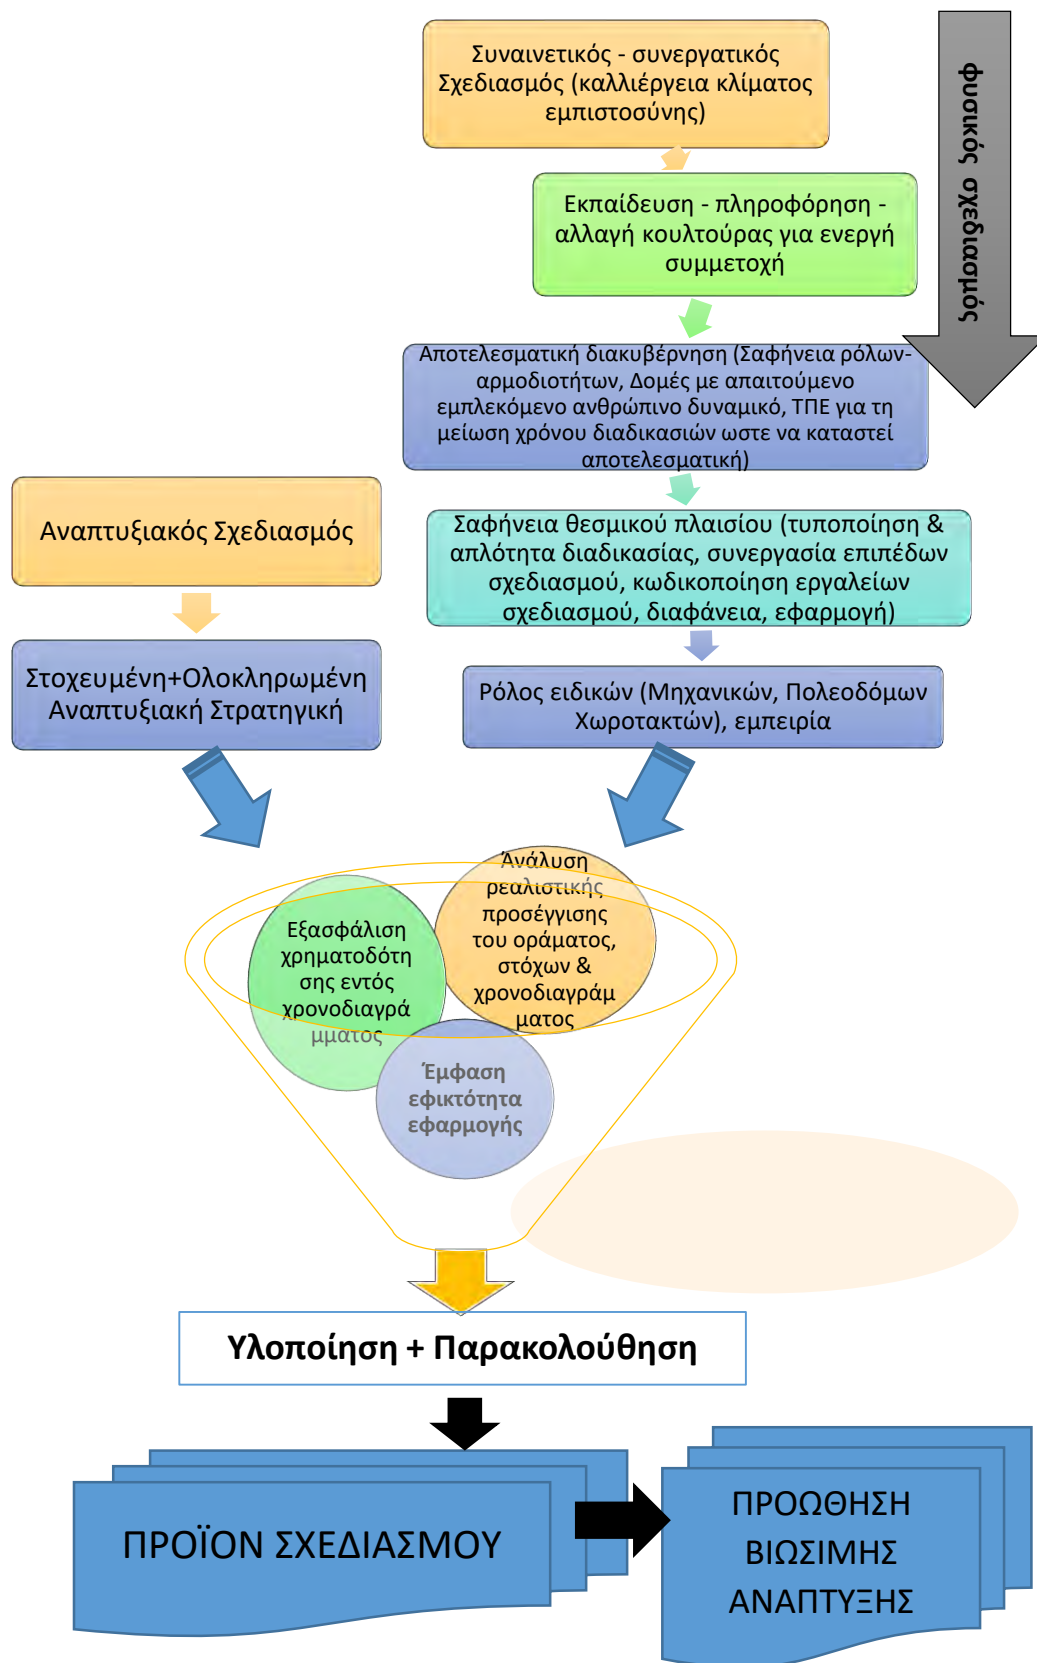 Συναινετικός - συνεργατικός
Σχεδιασμός (καλλιέργεια κλίματος
εμπιστοσύνης)
φυσικός σχεδιασμός
Εκπαίδευση - πληροφόρηση -
αλλαγή κουλτούρας για ενεργή
συμμετοχή
Αποτελεσματική διακυβέρνηση (Σαφήνεια ρόλων-
αρμοδιοτήτων, Δομές με απαιτούμενο
εμπλεκόμενο ανθρώπινο δυναμικό, ΤΠΕ για τη
μείωση χρόνου διαδικασιών ωστε να καταστεί
αποτελεσματική)
Σαφήνεια θεσμικού πλαισίου (τυποποίηση &
απλότητα διαδικασίας, συνεργασία επιπέδων
σχεδιασμού, κωδικοποίηση εργαλείων
σχεδιασμού, διαφάνεια, εφαρμογή)
Ρόλος ειδικών (Μηχανικών, Πολεοδόμων
Χωροτακτών), εμπειρία
Αναπτυξιακός Σχεδιασμός
Στοχευμένη+Ολοκληρωμένη
Αναπτυξιακή Στρατηγική
Άνάλυση
ρεαλιστικής
προσέγγισης
του οράματος,
στόχων &
χρονοδιαγράμ
ματος
Εξασφάλιση
χρηματοδότη
σης εντός
χρονοδιαγρά
μματος
Έμφαση
εφικτότητα
εφαρμογής
Υλοποίηση + Παρακολούθηση
ΠΡΟΪΟΝ ΣΧΕΔΙΑΣΜΟΥ
ΠΡΟΩΘΗΣΗ
ΒΙΩΣΙΜΗΣ
ΑΝΑΠΤΥΞΗΣ